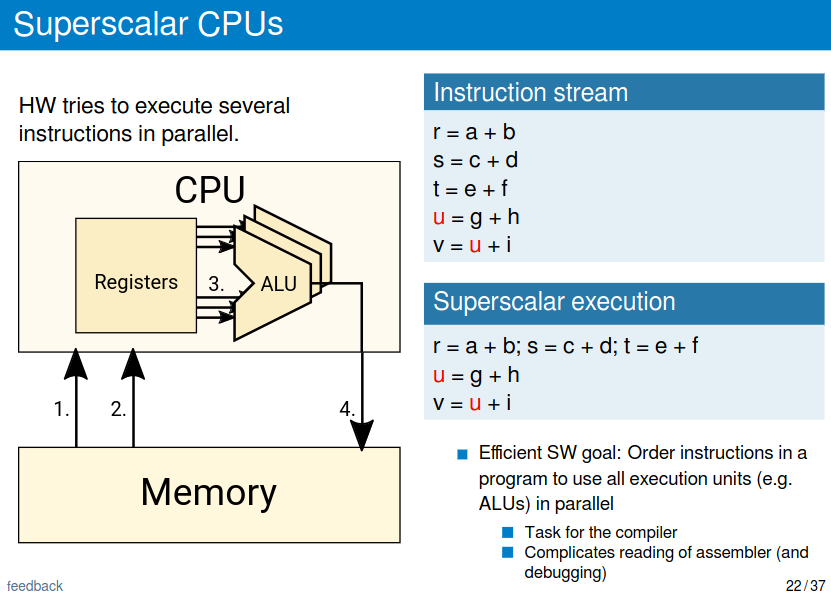 Superscalar CPUs
HW tries to execute several
instructions in parallel.
CPU
Registers
3.
ALU
1.
2.
4.
Memory
Instruction stream
r = a + b
s = c + d
t = e + f
u = g + h
v = u + i
Superscalar execution
r = a + b; s = c + d; t = e + f
u = g + h
v = u + i
Efficient SW goal: Order instructions in a
program to use all execution units (e.g.
ALUs) in parallel
Task for the compiler
Complicates reading of assembler (and
debugging)
feedback
22 / 37